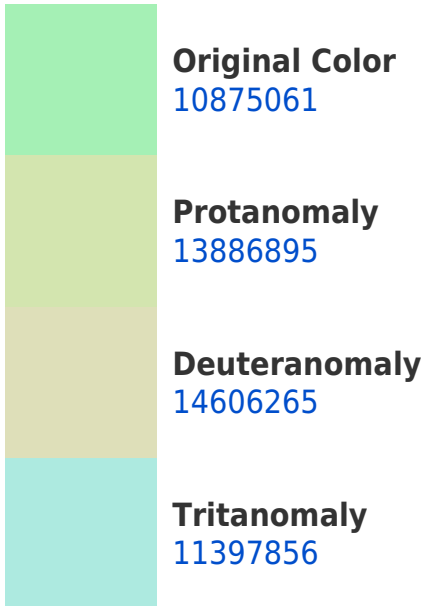 Original Color
10875061
Protanomaly
13886895
Deuteranomaly
14606265
Tritanomaly
11397856